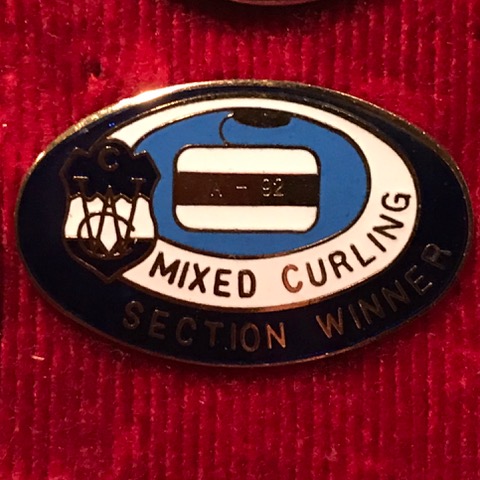 A - 92
MIXED CURLING
SECTION WINNER